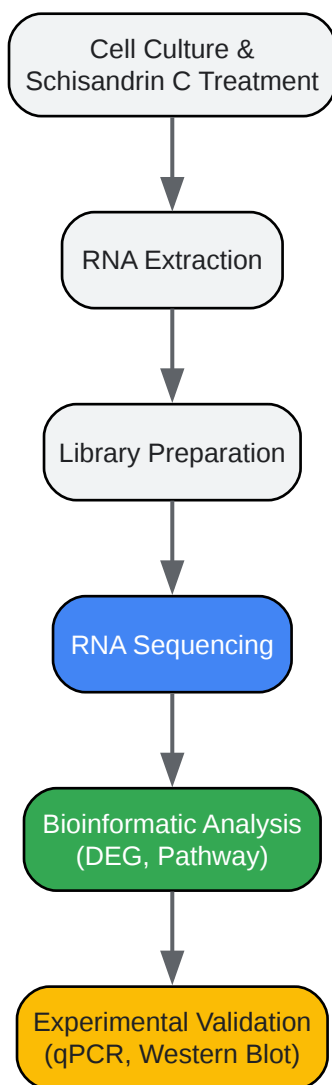 Cell Culture &
Schisandrin C Treatment
RNA Extraction
Library Preparation
RNA Sequencing
Bioinformatic Analysis
(DEG, Pathway)
Experimental Validation
(qPCR, Western Blot)